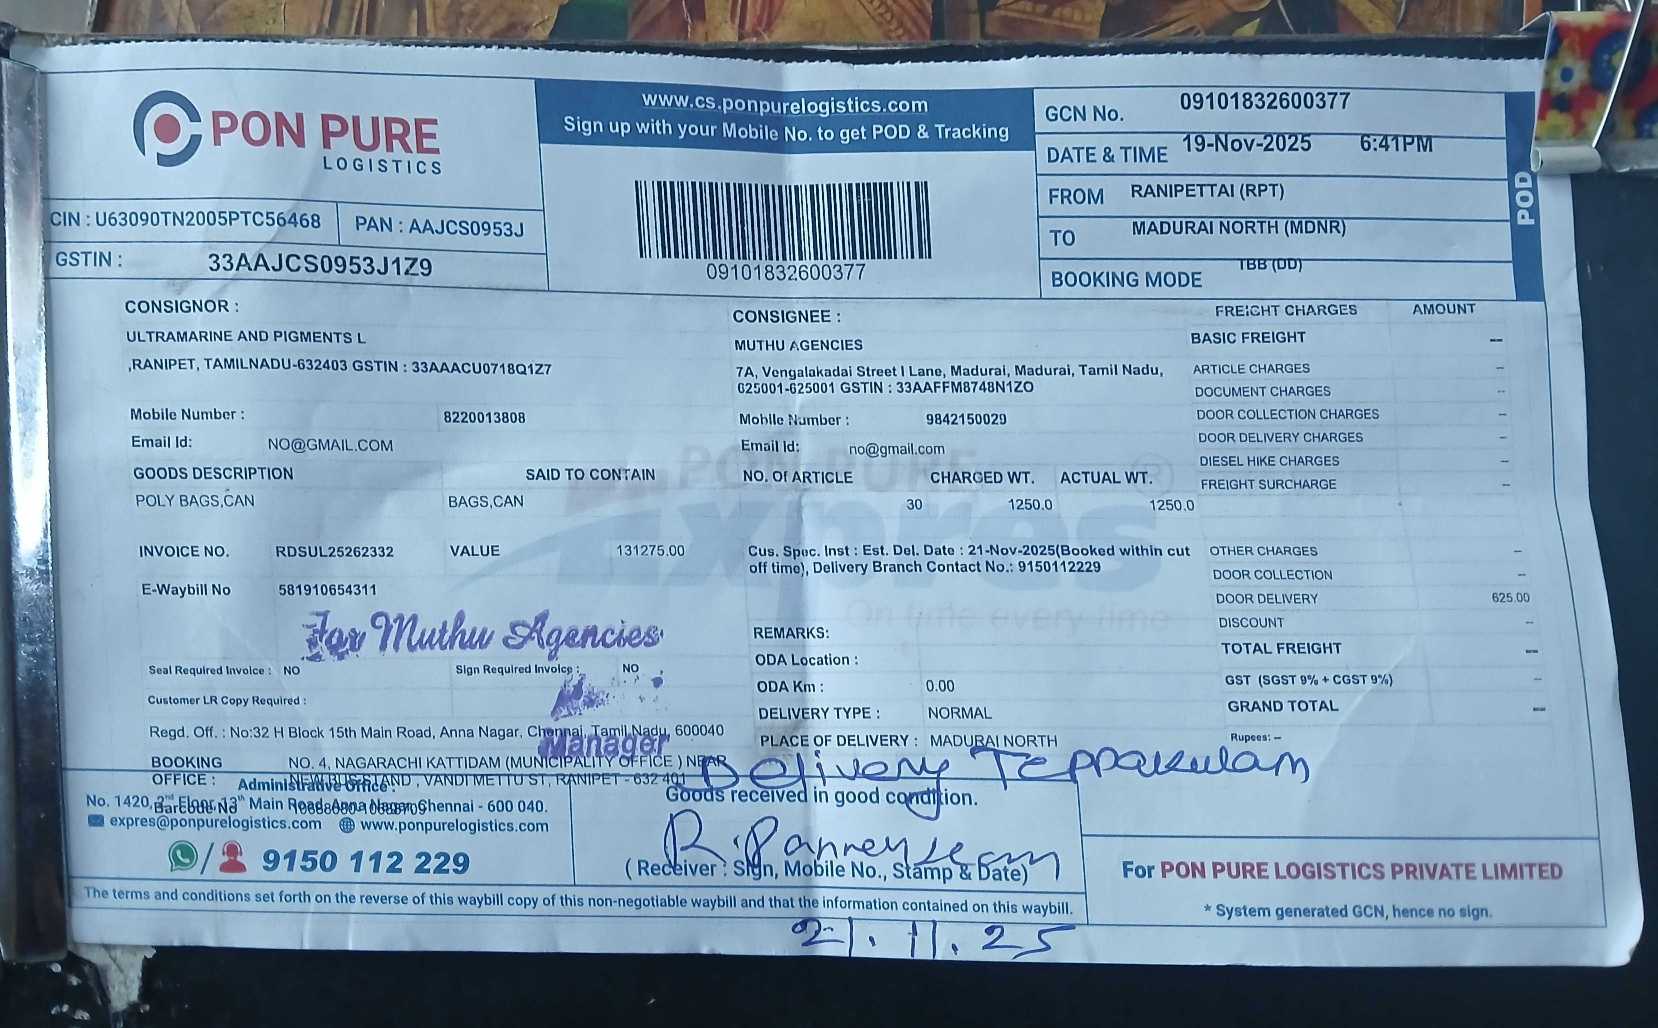 PON PURE
LOGISTICS
CIN : U63090TN2005PTC56468
PAN : AAJCS0953J
GSTIN :
33AAJCS0953J1Z9
www.cs.ponpurelogistics.com
Sign up with your Mobile No. to get POD & Tracking
09101832600377
GCN No. 09101832600377
DATE & TIME 19-Nov-2025 6:41PM
FROM RANIPETTAI (RPT)
TO MADURAI NORTH (MDNR)
BOOKING MODE TBB (DD)
POD
CONSIGNOR :
ULTRAMARINE AND PIGMENTS L
,RANIPET, TAMILNADU-632403 GSTIN : 33AAACU0718Q1Z7
Mobile Number : 8220013808
Email Id: NO@GMAIL.COM
GOODS DESCRIPTION SAID TO CONTAIN
POLY BAGS,CAN BAGS,CAN
INVOICE NO. RDSUL25262332 VALUE 131275.00
E-Waybill No 581910654311
For Muthu Agencies
Seal Required Invoice : NO Sign Required Invoice : NO
Customer LR Copy Required :
Regd. Off. : No:32 H Block 15th Main Road, Anna Nagar, Chennai, Tamil Nadu, 600040
Manager
BOOKING OFFICE : NO. 4, NAGARACHI KATTIDAM (MUNICIPALITY OFFICE ) NEAR
NEW BUS STAND , VANDI METTU ST, RANIPET - 632 401
CONSIGNEE :
MUTHU AGENCIES
7A, Vengalakadai Street I Lane, Madurai, Madurai, Tamil Nadu,
625001-625001 GSTIN : 33AAFFM8748N1ZO
Mobile Number : 9842150029
Email Id: no@gmail.com
NO. Of ARTICLE CHARGED WT. ACTUAL WT.
30 1250.0 1250.0
PON PURE
Expres
On time every time
Cus. Spec. Inst : Est. Del. Date : 21-Nov-2025(Booked within cut
off time), Delivery Branch Contact No.: 9150112229
REMARKS:
ODA Location :
ODA Km : 0.00
DELIVERY TYPE : NORMAL
PLACE OF DELIVERY : MADURAI NORTH
FREIGHT CHARGES AMOUNT
BASIC FREIGHT --
ARTICLE CHARGES --
DOCUMENT CHARGES --
DOOR COLLECTION CHARGES --
DOOR DELIVERY CHARGES --
DIESEL HIKE CHARGES --
FREIGHT SURCHARGE --
OTHER CHARGES --
DOOR COLLECTION --
DOOR DELIVERY 625.00
DISCOUNT --
TOTAL FREIGHT --
GST (SGST 9% + CGST 9%) --
GRAND TOTAL --
Rupees: --
Delivery Teppakulam
Administrative Office :
No. 1420, 2nd Floor, 13th Main Road, Anna Nagar, Chennai - 600 040.
Barcode No
expres@ponpurelogistics.com www.ponpurelogistics.com
9150 112 229
Goods received in good condition.
( Receiver : Sign, Mobile No., Stamp & Date)
For PON PURE LOGISTICS PRIVATE LIMITED
* System generated GCN, hence no sign.
The terms and conditions set forth on the reverse of this waybill copy of this non-negotiable waybill and that the information contained on this waybill.
21.11.25